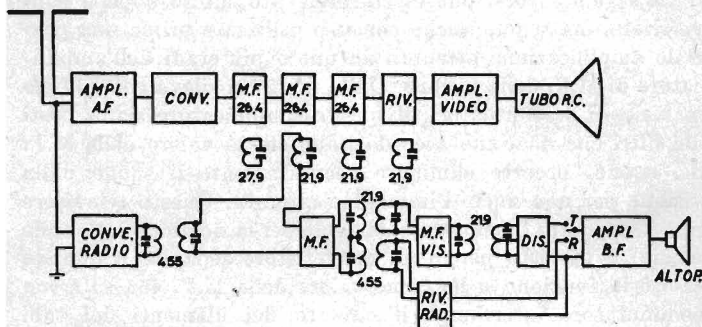 AMPL. A.F.
CONV.
M.F. 26,4
M.F. 26,4
M.F. 26,4
RIV.
AMPL. VIDEO
TUBO R.C.
27.9
21,9
21,9
21,9
CONVE. RADIO
455
M.F.
21,9
455
M.F. VIS.
21,9
DIS.
T
R
AMPL B.F.
ALTOP.
RIV. RAD.